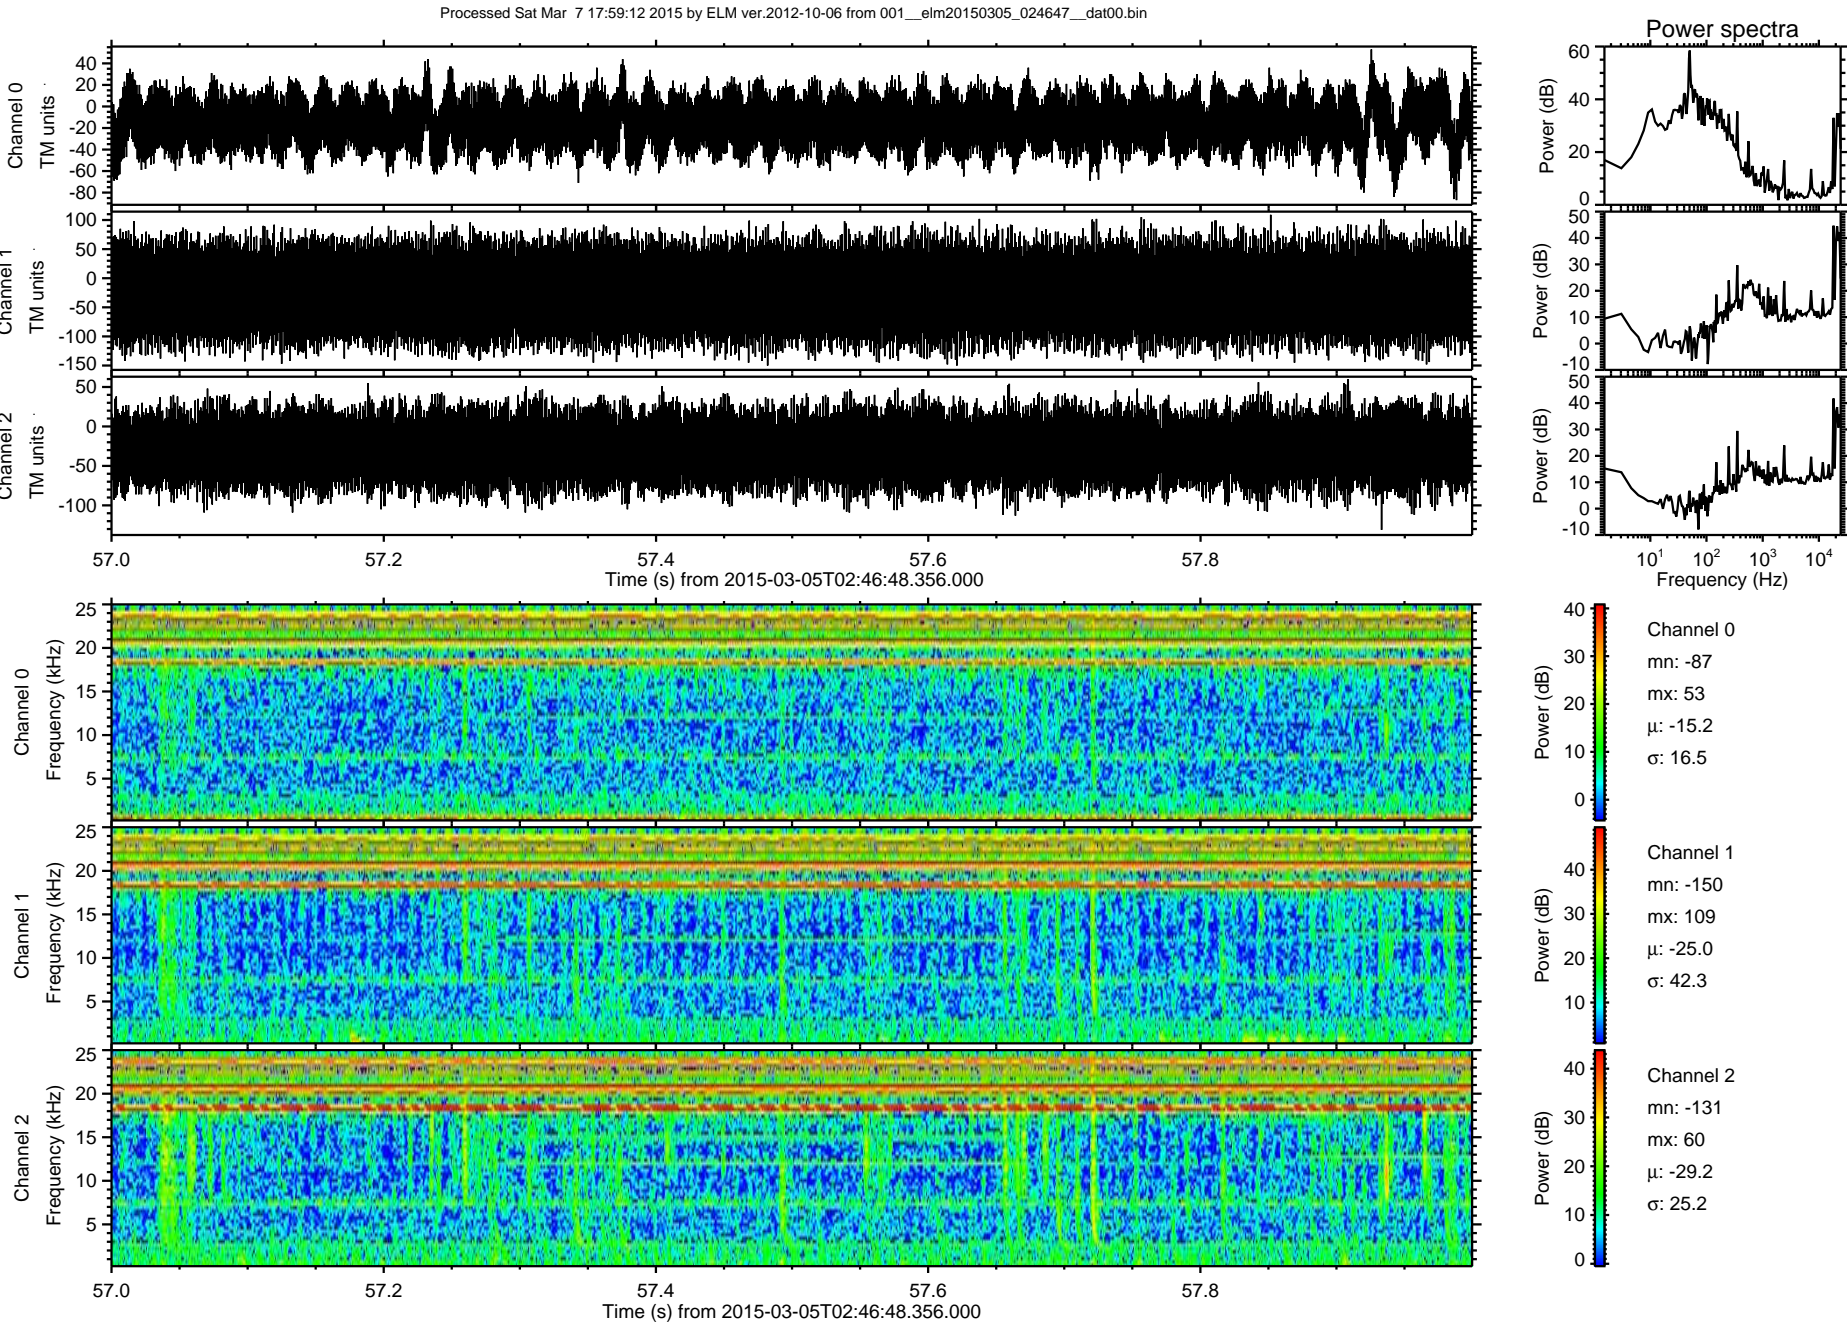 Processed Sat Mar 7 17:59:12 2015 by ELM ver.2012-10-06 from 001__elm20150305_024647__dat00.bin
Power spectra
Channel 0
TM units
40
20
0
-20
-40
-60
-80
Power (dB)
60
40
20
0
Channel 1
TM units
100
50
0
-50
-100
-150
Power (dB)
50
40
30
20
10
0
-10
Channel 2
TM units
50
0
-50
-100
Power (dB)
50
40
30
20
10
0
-10
57.0 57.2 57.4 57.6 57.8
Time (s) from 2015-03-05T02:46:48.356.000
10^1 10^2 10^3 10^4
Frequency (Hz)
Channel 0
Frequency (kHz)
25
20
15
10
5
Power (dB)
40
30
20
10
0
Channel 0
mn: -87
mx: 53
μ: -15.2
σ: 16.5
Channel 1
Frequency (kHz)
25
20
15
10
5
Power (dB)
40
30
20
10
Channel 1
mn: -150
mx: 109
μ: -25.0
σ: 42.3
Channel 2
Frequency (kHz)
25
20
15
10
5
Power (dB)
40
30
20
10
0
Channel 2
mn: -131
mx: 60
μ: -29.2
σ: 25.2
57.0 57.2 57.4 57.6 57.8
Time (s) from 2015-03-05T02:46:48.356.000